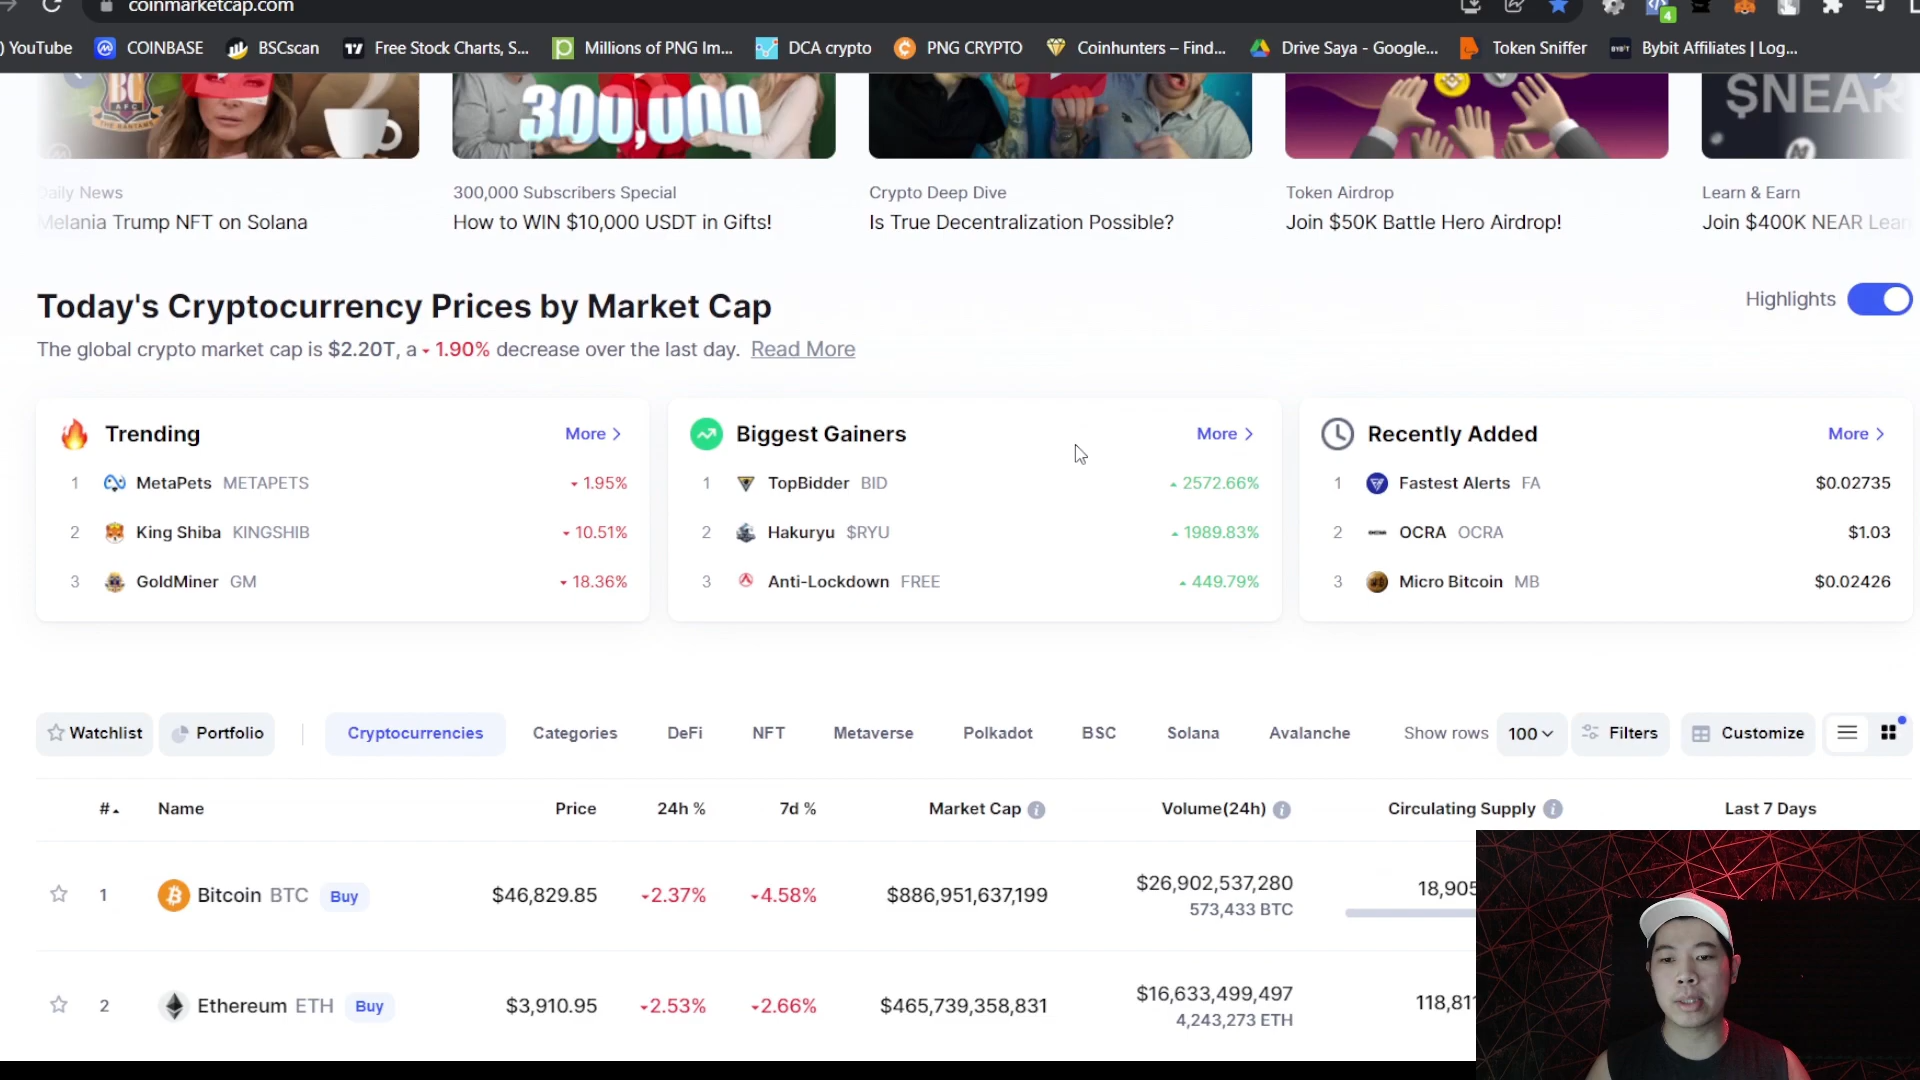 coinmarketcap.com
YouTube COINBASE BSCscan Free Stock Charts, S... Millions of PNG Im... DCA crypto PNG CRYPTO Coinhunters – Find... Drive Saya - Google... Token Sniffer Bybit Affiliates | Log...
300,000 $NEAR
Daily News 300,000 Subscribers Special Crypto Deep Dive Token Airdrop Learn & Earn
Melania Trump NFT on Solana How to WIN $10,000 USDT in Gifts! Is True Decentralization Possible? Join $50K Battle Hero Airdrop! Join $400K NEAR Lear
Today's Cryptocurrency Prices by Market Cap Highlights
The global crypto market cap is $2.20T, a 1.90% decrease over the last day. Read More
Trending More Biggest Gainers More Recently Added More
1 MetaPets METAPETS 1.95% 1 TopBidder BID 2572.66% 1 Fastest Alerts FA $0.02735
2 King Shiba KINGSHIB 10.51% 2 Hakuryu $RYU 1989.83% 2 OCRA OCRA $1.03
3 GoldMiner GM 18.36% 3 Anti-Lockdown FREE 449.79% 3 Micro Bitcoin MB $0.02426
Watchlist Portfolio Cryptocurrencies Categories DeFi NFT Metaverse Polkadot BSC Solana Avalanche Show rows 100 Filters Customize
# Name Price 24h % 7d % Market Cap Volume(24h) Circulating Supply Last 7 Days
1 Bitcoin BTC Buy $46,829.85 2.37% 4.58% $886,951,637,199 $26,902,537,280 18,905
573,433 BTC
2 Ethereum ETH Buy $3,910.95 2.53% 2.66% $465,739,358,831 $16,633,499,497 118,811
4,243,273 ETH